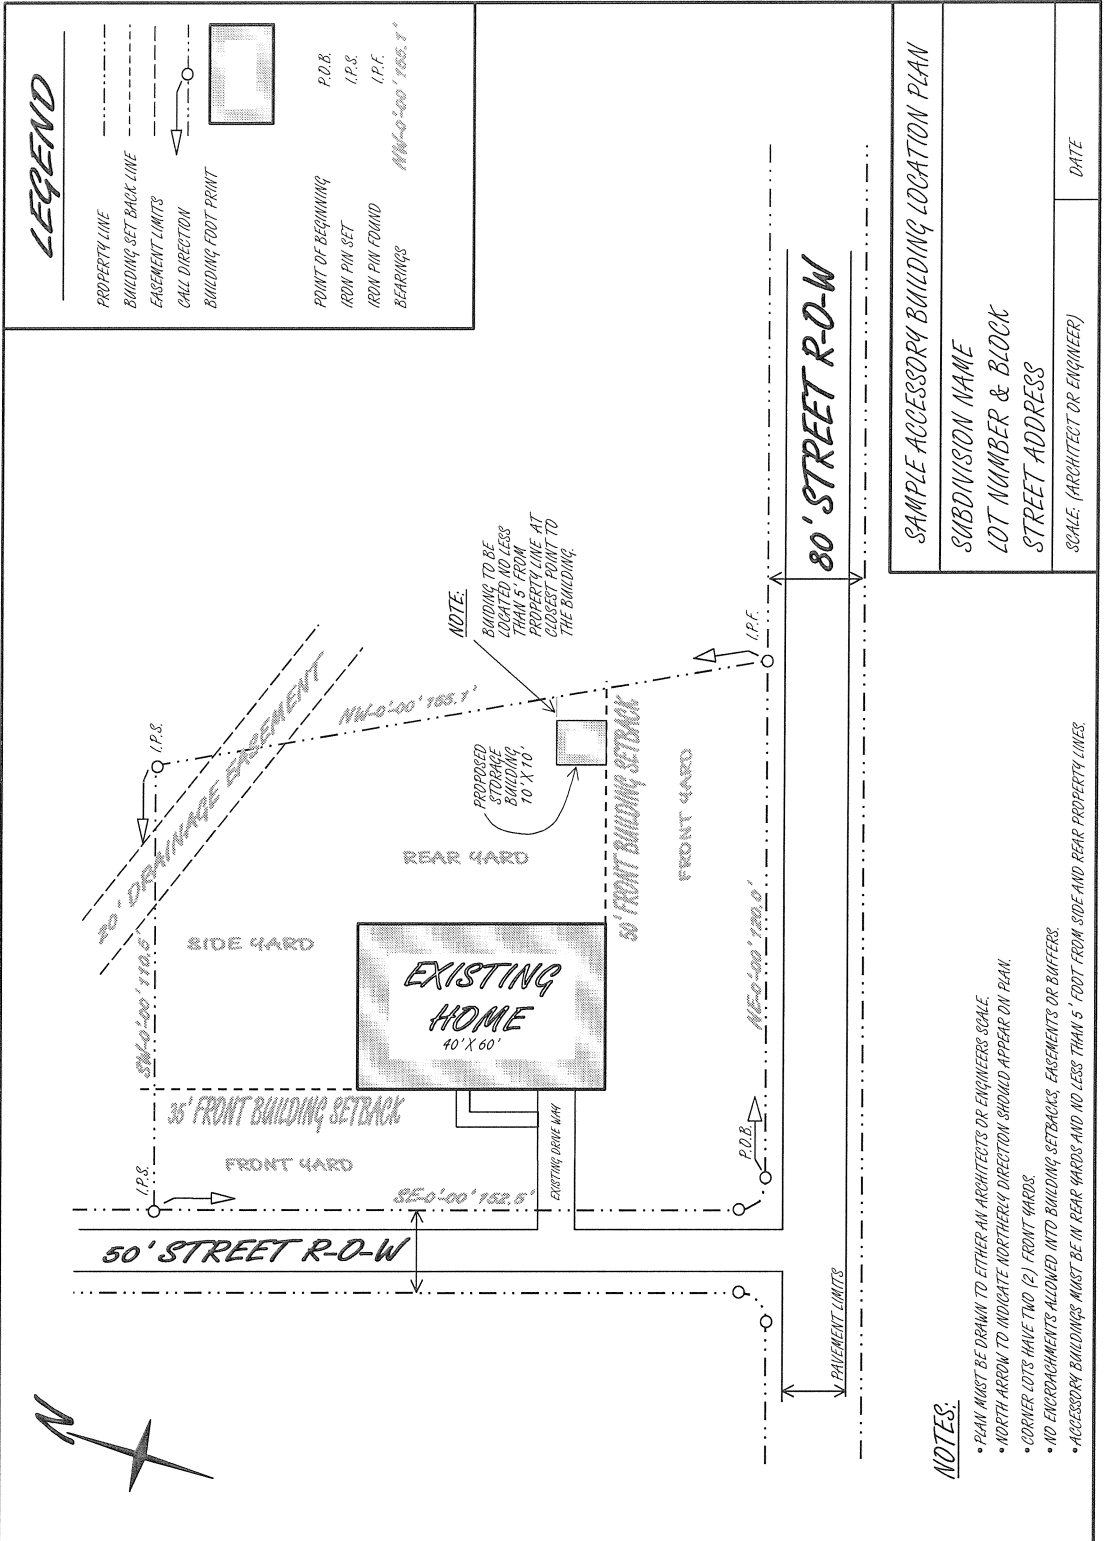 LEGEND
PROPERTY LINE
BUILDING SET BACK LINE
EASEMENT LIMITS
CALL DIRECTION
BUILDING FOOT PRINT
POINT OF BEGINNING P.O.B.
IRON PIN SET I.P.S.
IRON PIN FOUND I.P.F.
BEARINGS NW-0'-00' 165.1'
N
50' STREET R-O-W
I.P.S.
SW-0'-00' 110.5'
20' DRAINAGE EASEMENT
I.P.S.
35' FRONT BUILDING SETBACK
FRONT YARD
SIDE YARD
SE-0'-00' 152.5'
EXISTING
HOME
40' X 60'
EXISTING DRIVE WAY
REAR YARD
NW-0'-00' 165.1'
PROPOSED
STORAGE
BUILDING
10' X 10'
NOTE:
BUIDING TO BE
LOCATED NO LESS
THAN 5' FROM
PROPERTY LINE AT
CLOSEST POINT TO
THE BUILDING.
50' FRONT BUILDING SETBACK
FRONT YARD
P.O.B.
NE-0'-00' 120.0'
I.P.F.
80' STREET R-O-W
PAVEMENT LIMITS
NOTES:
• PLAN MUST BE DRAWN TO EITHER AN ARCHITECTS OR ENGINEERS SCALE.
• NORTH ARROW TO INDICATE NORTHERLY DIRECTION SHOULD APPEAR ON PLAN.
• CORNER LOTS HAVE TWO (2) FRONT YARDS.
• NO ENCROACHMENTS ALLOWED INTO BUILDING SETBACKS, EASEMENTS OR BUFFERS.
• ACCESSORY BUILDINGS MUST BE IN REAR YARDS AND NO LESS THAN 5' FOOT FROM SIDE AND REAR PROPERTY LINES.
SAMPLE ACCESSORY BUILDING LOCATION PLAN
SUBDIVISION NAME
LOT NUMBER & BLOCK
STREET ADDRESS
SCALE: (ARCHITECT OR ENGINEER) DATE